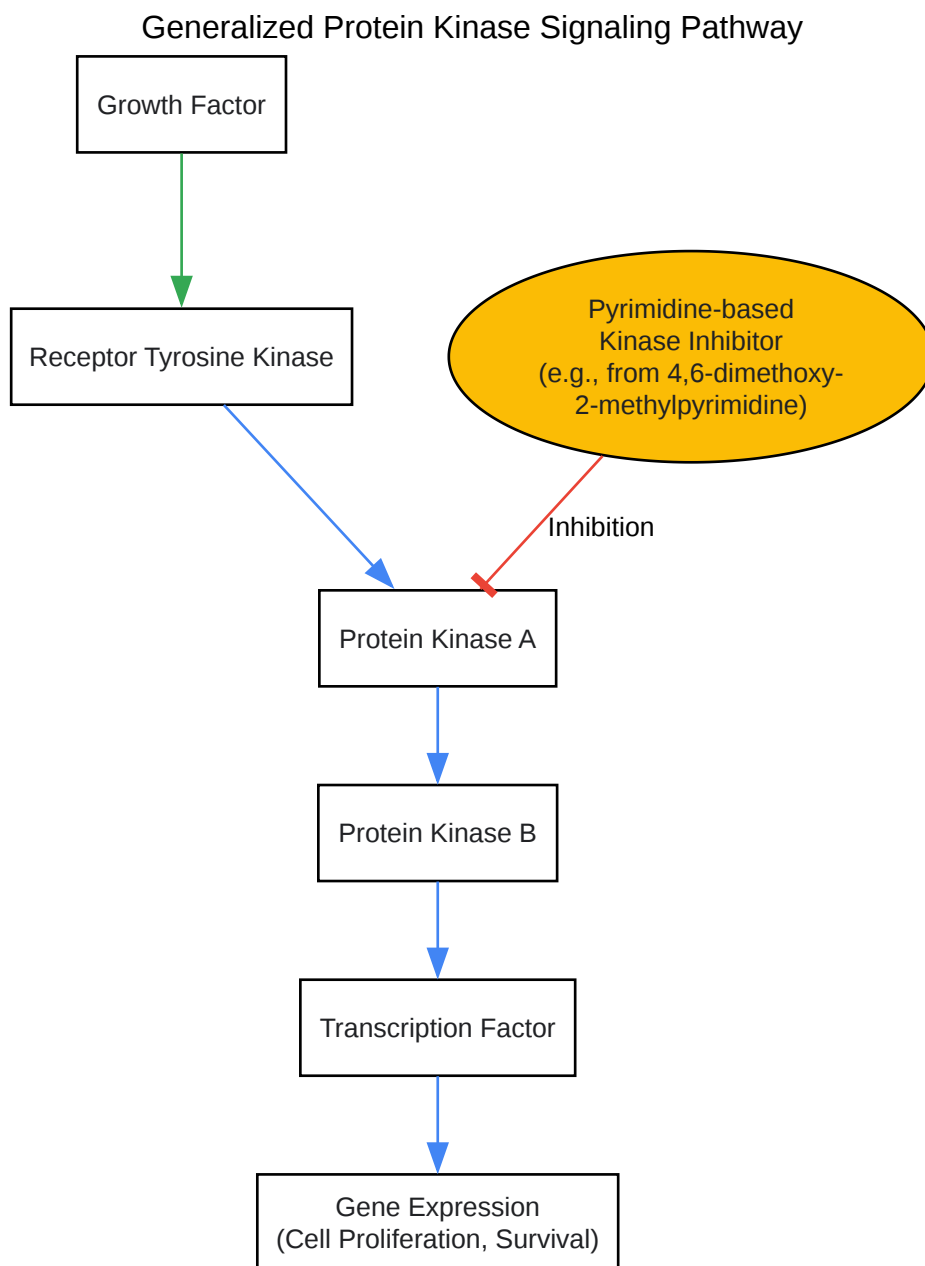 Generalized Protein Kinase Signaling Pathway
Growth Factor
Receptor Tyrosine Kinase
Pyrimidine-based
Kinase Inhibitor
(e.g., from 4,6-dimethoxy-
2-methylpyrimidine)
Inhibition
Protein Kinase A
Protein Kinase B
Transcription Factor
Gene Expression
(Cell Proliferation, Survival)